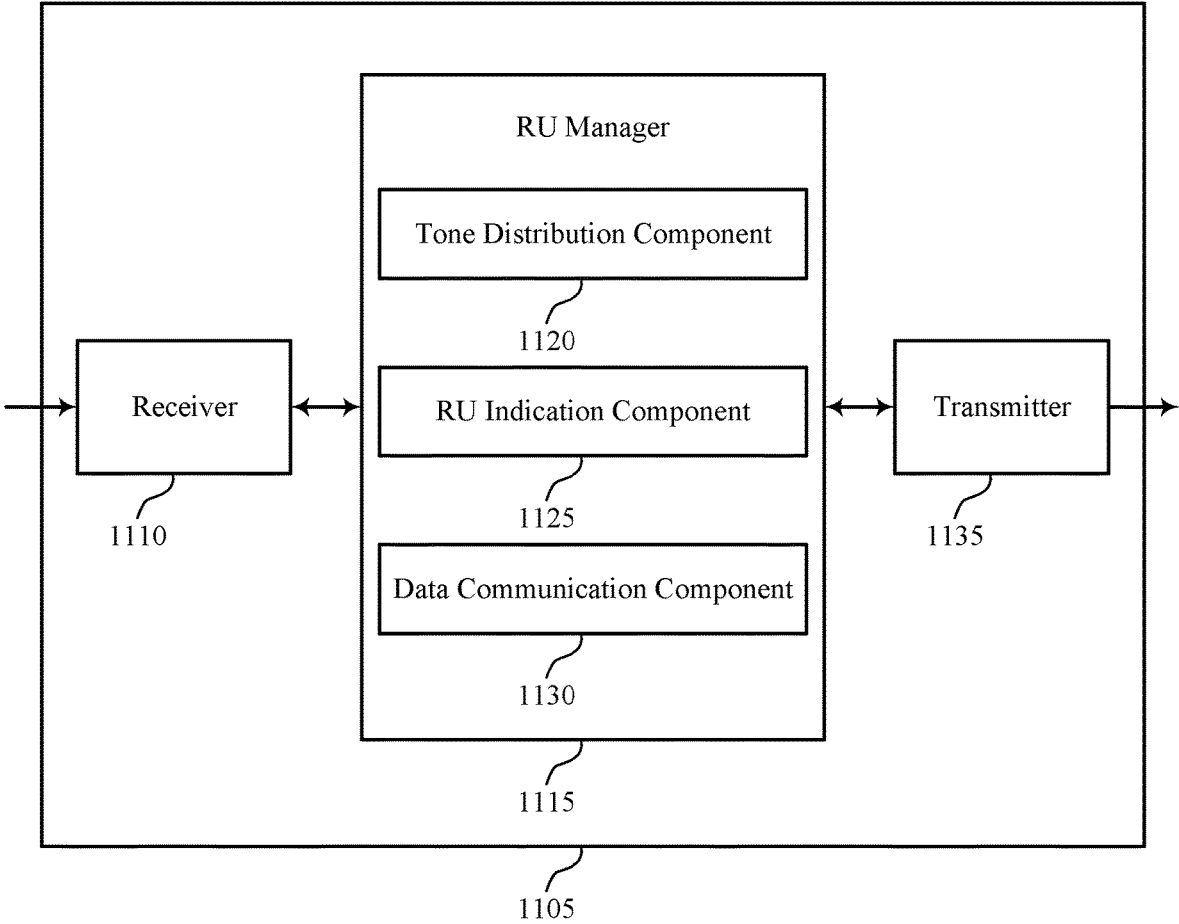 RU Manager
Tone Distribution Component
1120
Receiver
1110
RU Indication Component
1125
Transmitter
1135
Data Communication Component
1130
1115
1105